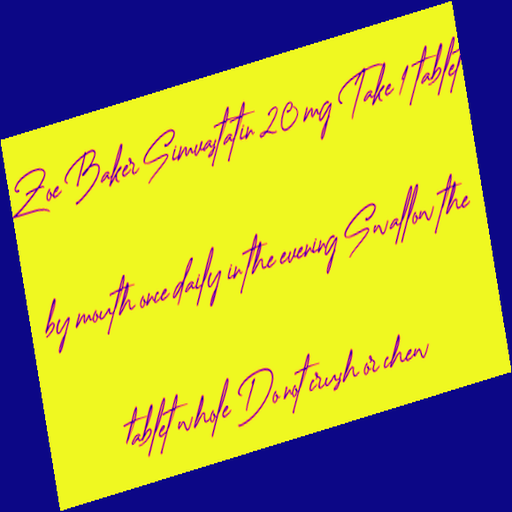 Zoe Baker Simvastatin 20 mg Take 1 tablet
by mouth once daily in the evening Swallow the
tablet whole Do not crush or chew